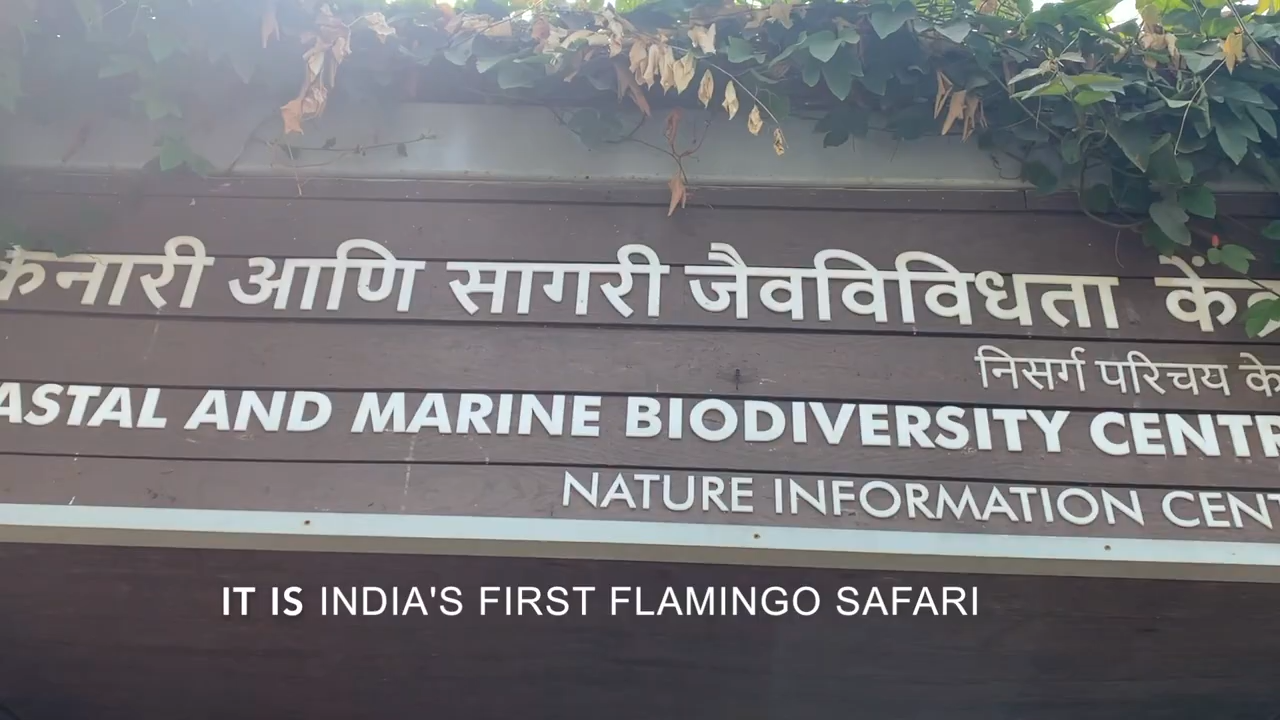 किनारी आणि सागरी जैवविविधता
निसर्ग परिचय
ASTAL AND MARINE BIODIVERSITY CENTR
NATURE INFORMATION CENT
IT IS INDIA'S FIRST FLAMINGO SAFARI